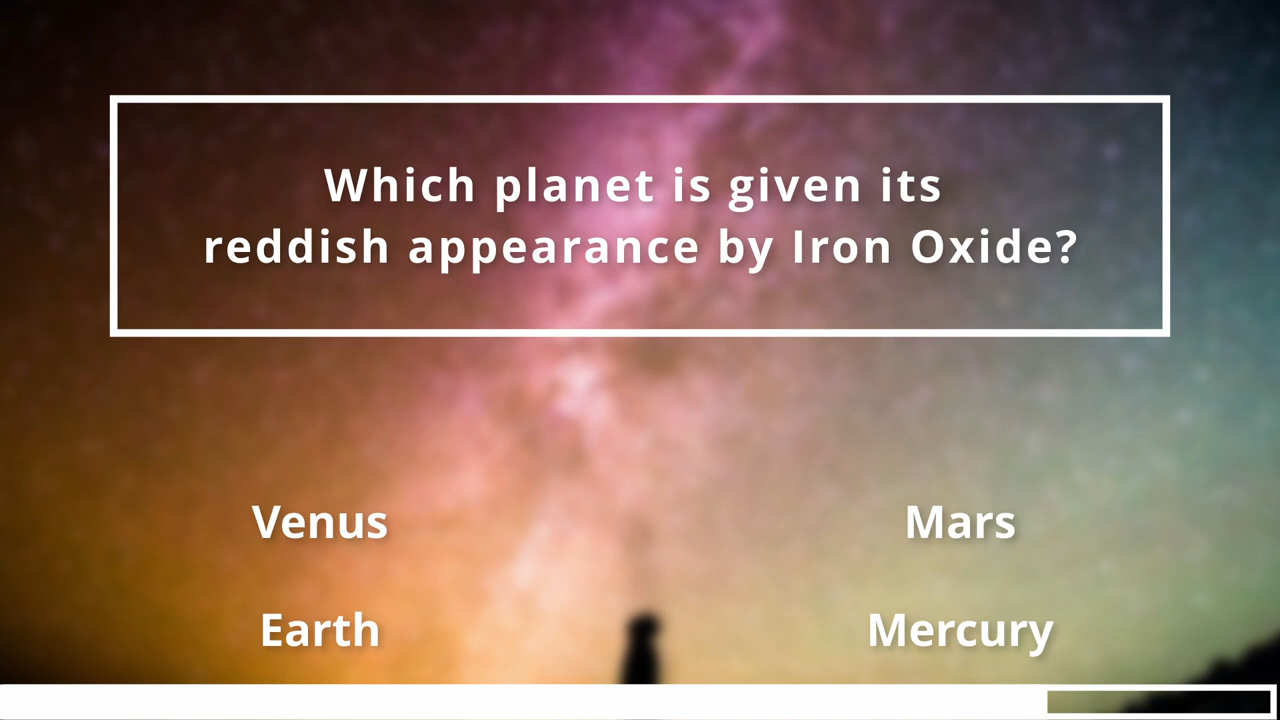 Which planet is given its
reddish appearance by Iron Oxide?
Venus
Mars
Earth
Mercury